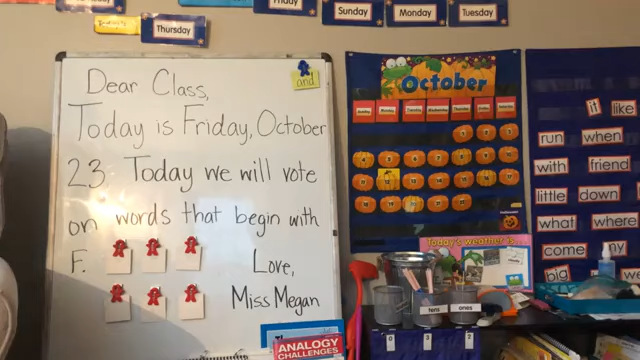 Friday
Sunday
Monday
Tuesday
Thursday
Dear Class,
and
Today is Friday, October
23. Today we will vote
on words that begin with
F.
Love,
Miss Megan
October
it like
run when
with friend
little down
what where
come my
big
Today's weather is...
tens ones
ANALOGY
CHALLENGES